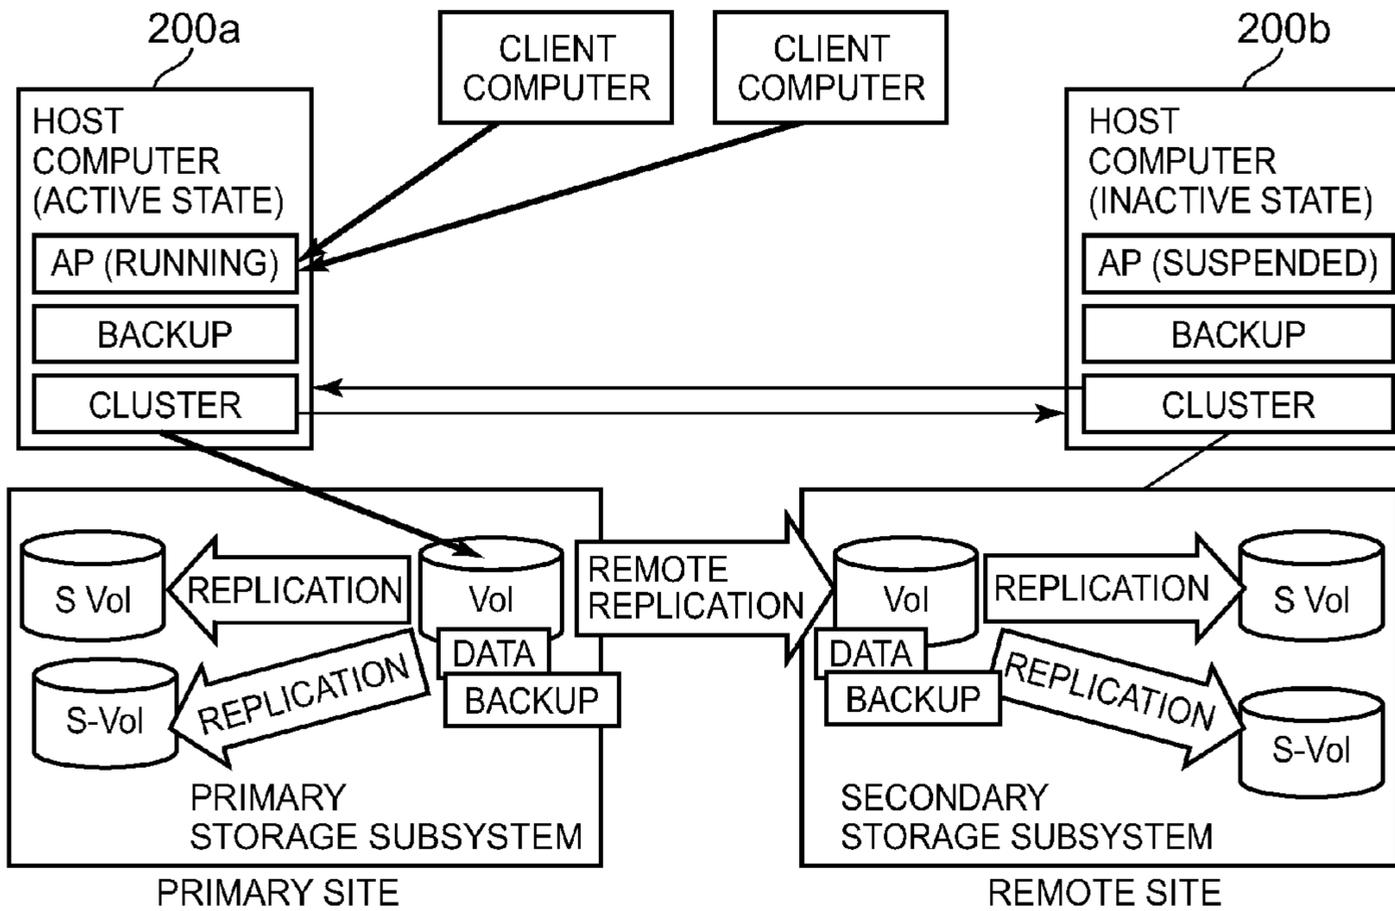 200a
CLIENT
COMPUTER
CLIENT
COMPUTER
200b
HOST
COMPUTER
(ACTIVE STATE)
AP (RUNNING)
BACKUP
CLUSTER
HOST
COMPUTER
(INACTIVE STATE)
AP (SUSPENDED)
BACKUP
CLUSTER
S Vol
REPLICATION
Vol
DATA
BACKUP
S-Vol
REPLICATION
PRIMARY
STORAGE SUBSYSTEM
PRIMARY SITE
REMOTE
REPLICATION
Vol
DATA
BACKUP
REPLICATION
S Vol
REPLICATION
S-Vol
SECONDARY
STORAGE SUBSYSTEM
REMOTE SITE